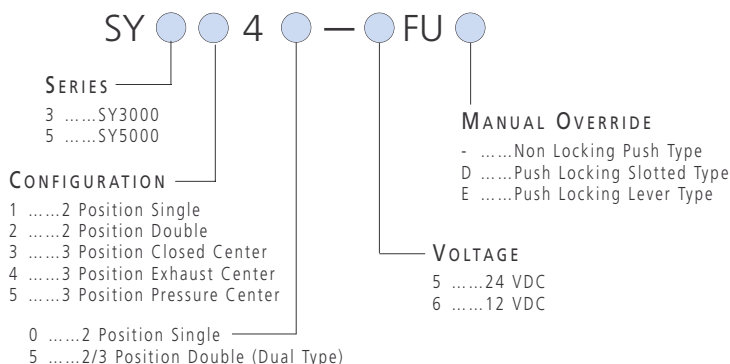 SY 4 — FU
SERIES
3 ......SY3000
5 ......SY5000
CONFIGURATION
1 ......2 Position Single
2 ......2 Position Double
3 ......3 Position Closed Center
4 ......3 Position Exhaust Center
5 ......3 Position Pressure Center
0 ......2 Position Single
5 ......2/3 Position Double (Dual Type)
MANUAL OVERRIDE
- ......Non Locking Push Type
D ......Push Locking Slotted Type
E ......Push Locking Lever Type
VOLTAGE
5 ......24 VDC
6 ......12 VDC